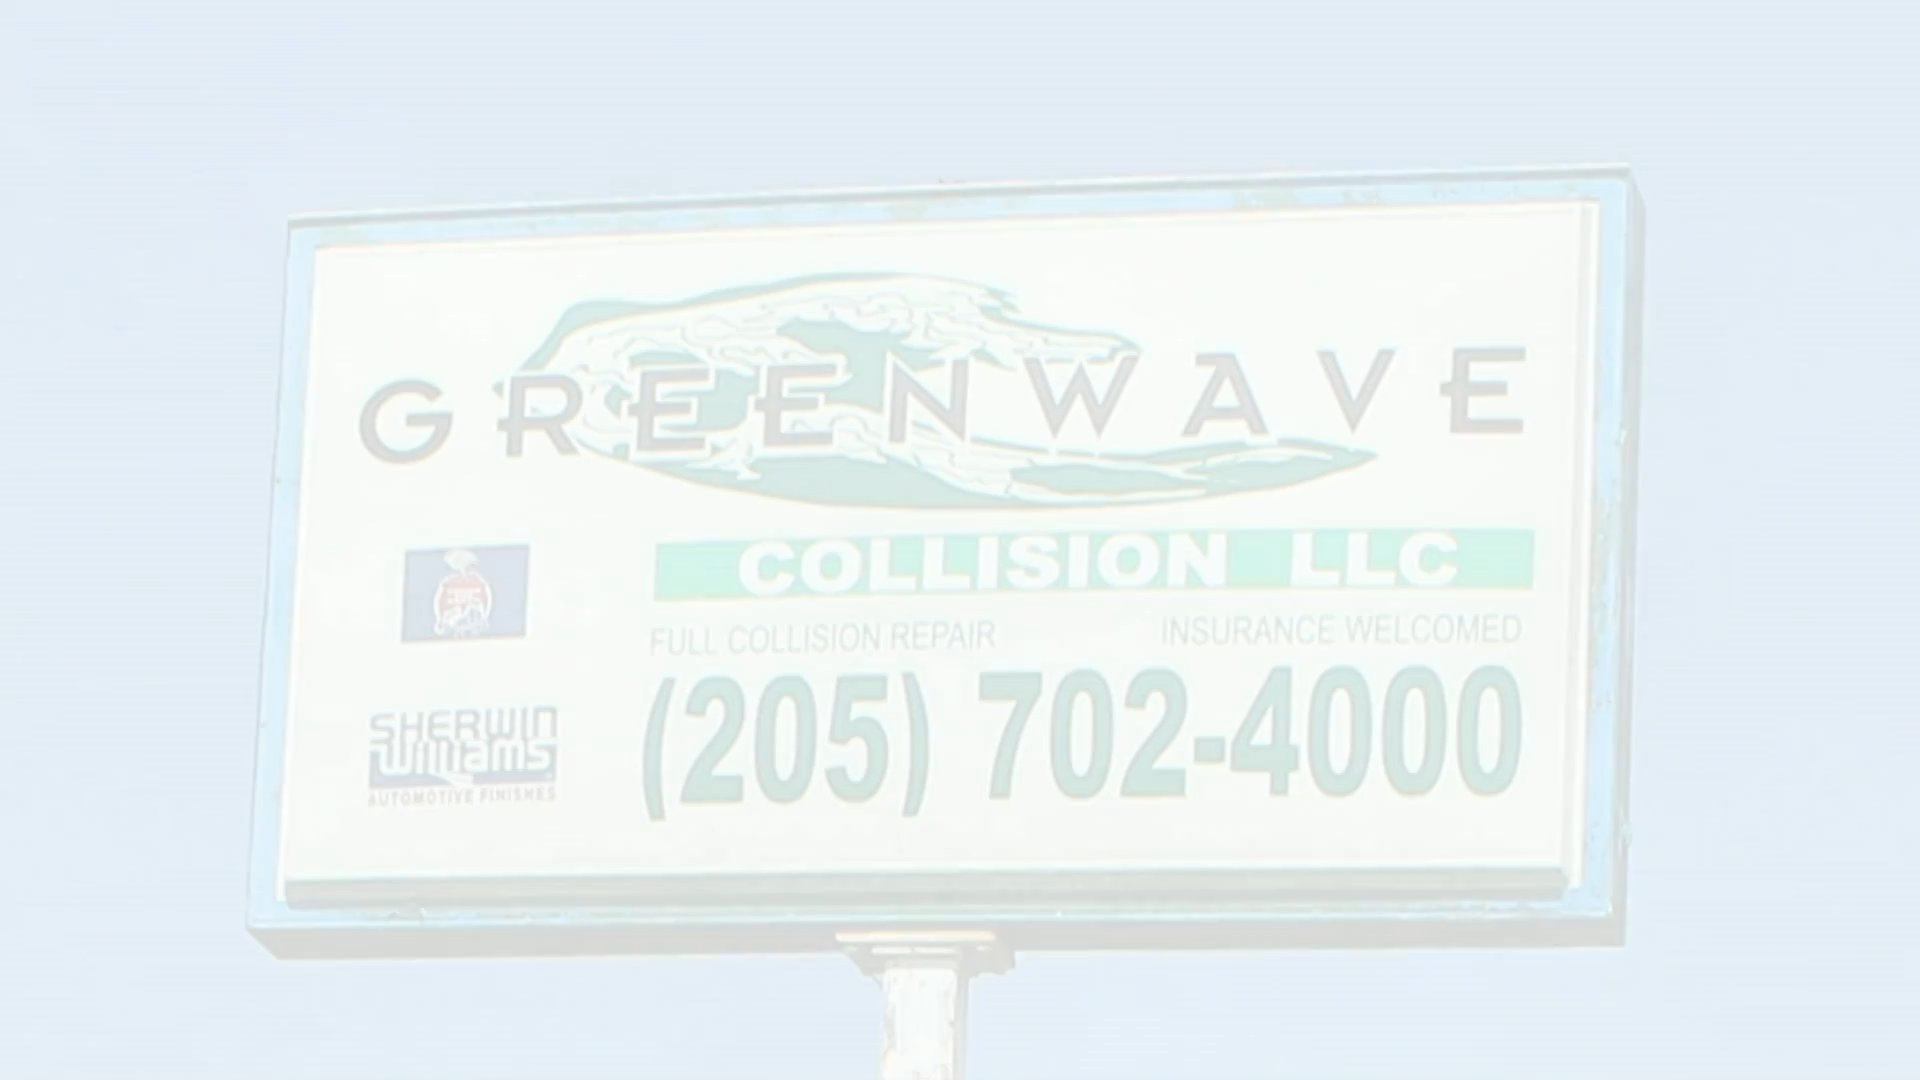 GREENWAVE
COLLISION LLC
FULL COLLISION REPAIR INSURANCE WELCOMED
(205) 702-4000
SHERWIN
WILLIAMS
AUTOMOTIVE FINISHES